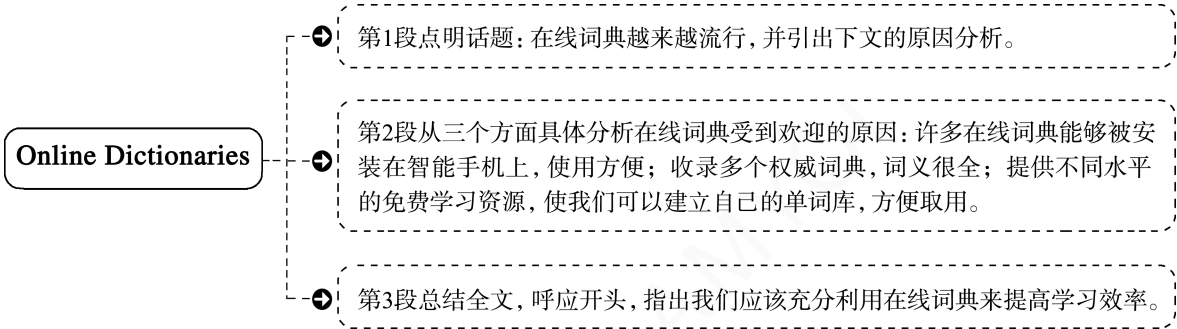 第1段点明话题：在线词典越来越流行，并引出下文的原因分析。
Online Dictionaries
第2段从三个方面具体分析在线词典受到欢迎的原因：许多在线词典能够被安
装在智能手机上，使用方便；收录多个权威词典，词义很全；提供不同水平
的免费学习资源，使我们可以建立自己的单词库，方便取用。
第3段总结全文，呼应开头，指出我们应该充分利用在线词典来提高学习效率。